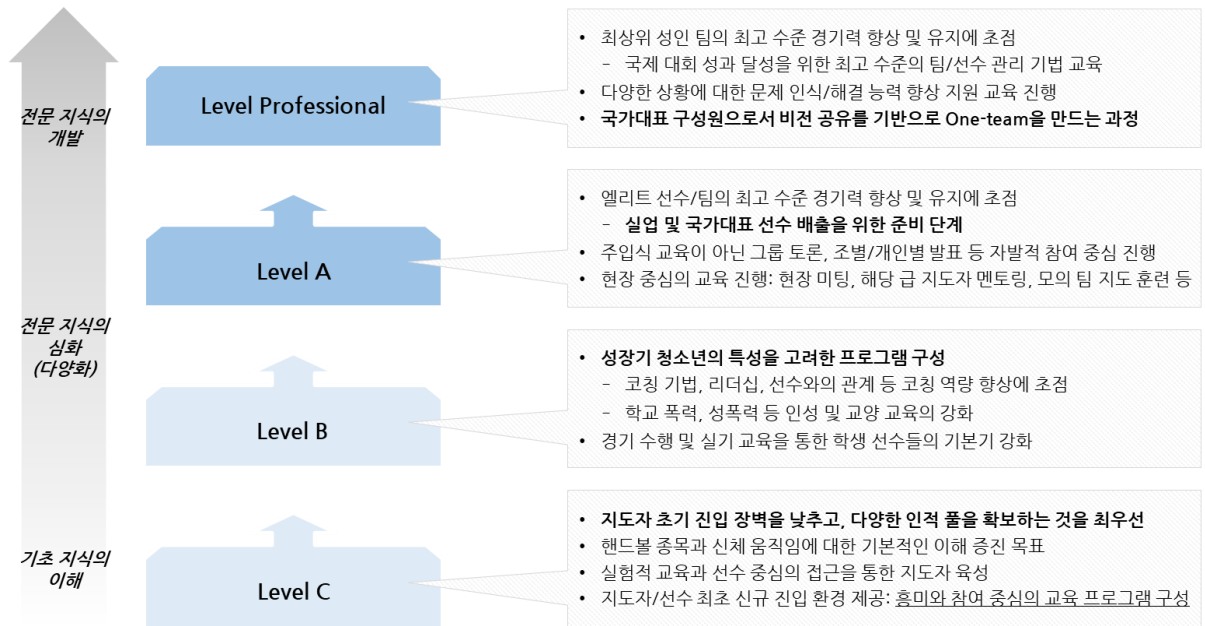 전문 지식의
개발
Level Professional
• 최상위 성인 팀의 최고 수준 경기력 향상 및 유지에 초점
– 국제 대회 성과 달성을 위한 최고 수준의 팀/선수 관리 기법 교육
• 다양한 상황에 대한 문제 인식/해결 능력 향상 지원 교육 진행
• 국가대표 구성원으로서 비전 공유를 기반으로 One-team을 만드는 과정
Level A
• 엘리트 선수/팀의 최고 수준 경기력 향상 및 유지에 초점
– 실업 및 국가대표 선수 배출을 위한 준비 단계
• 주입식 교육이 아닌 그룹 토론, 조별/개인별 발표 등 자발적 참여 중심 진행
• 현장 중심의 교육 진행: 현장 미팅, 해당 급 지도자 멘토링, 모의 팀 지도 훈련 등
전문 지식의
심화
(다양화)
Level B
• 성장기 청소년의 특성을 고려한 프로그램 구성
– 코칭 기법, 리더십, 선수와의 관계 등 코칭 역량 향상에 초점
– 학교 폭력, 성폭력 등 인성 및 교양 교육의 강화
• 경기 수행 및 실기 교육을 통한 학생 선수들의 기본기 강화
기초 지식의
이해
Level C
• 지도자 초기 진입 장벽을 낮추고, 다양한 인적 풀을 확보하는 것을 최우선
• 핸드볼 종목과 신체 움직임에 대한 기본적인 이해 증진 목표
• 실험적 교육과 선수 중심의 접근을 통한 지도자 육성
• 지도자/선수 최초 신규 진입 환경 제공: 흥미와 참여 중심의 교육 프로그램 구성